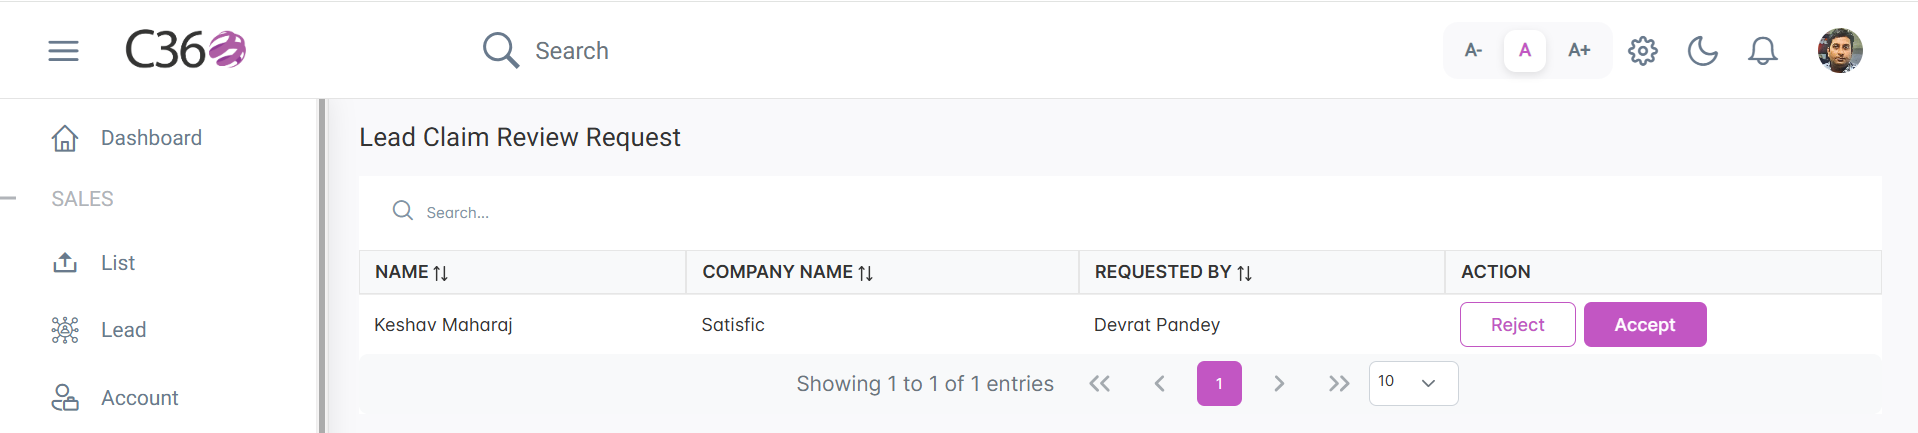 C360
Search
A- A A+
Dashboard
SALES
List
Lead
Account
Lead Claim Review Request
Search...
NAME COMPANY NAME REQUESTED BY ACTION
Keshav Maharaj Satisfic Devrat Pandey Reject Accept
Showing 1 to 1 of 1 entries << < 1 > >> 10